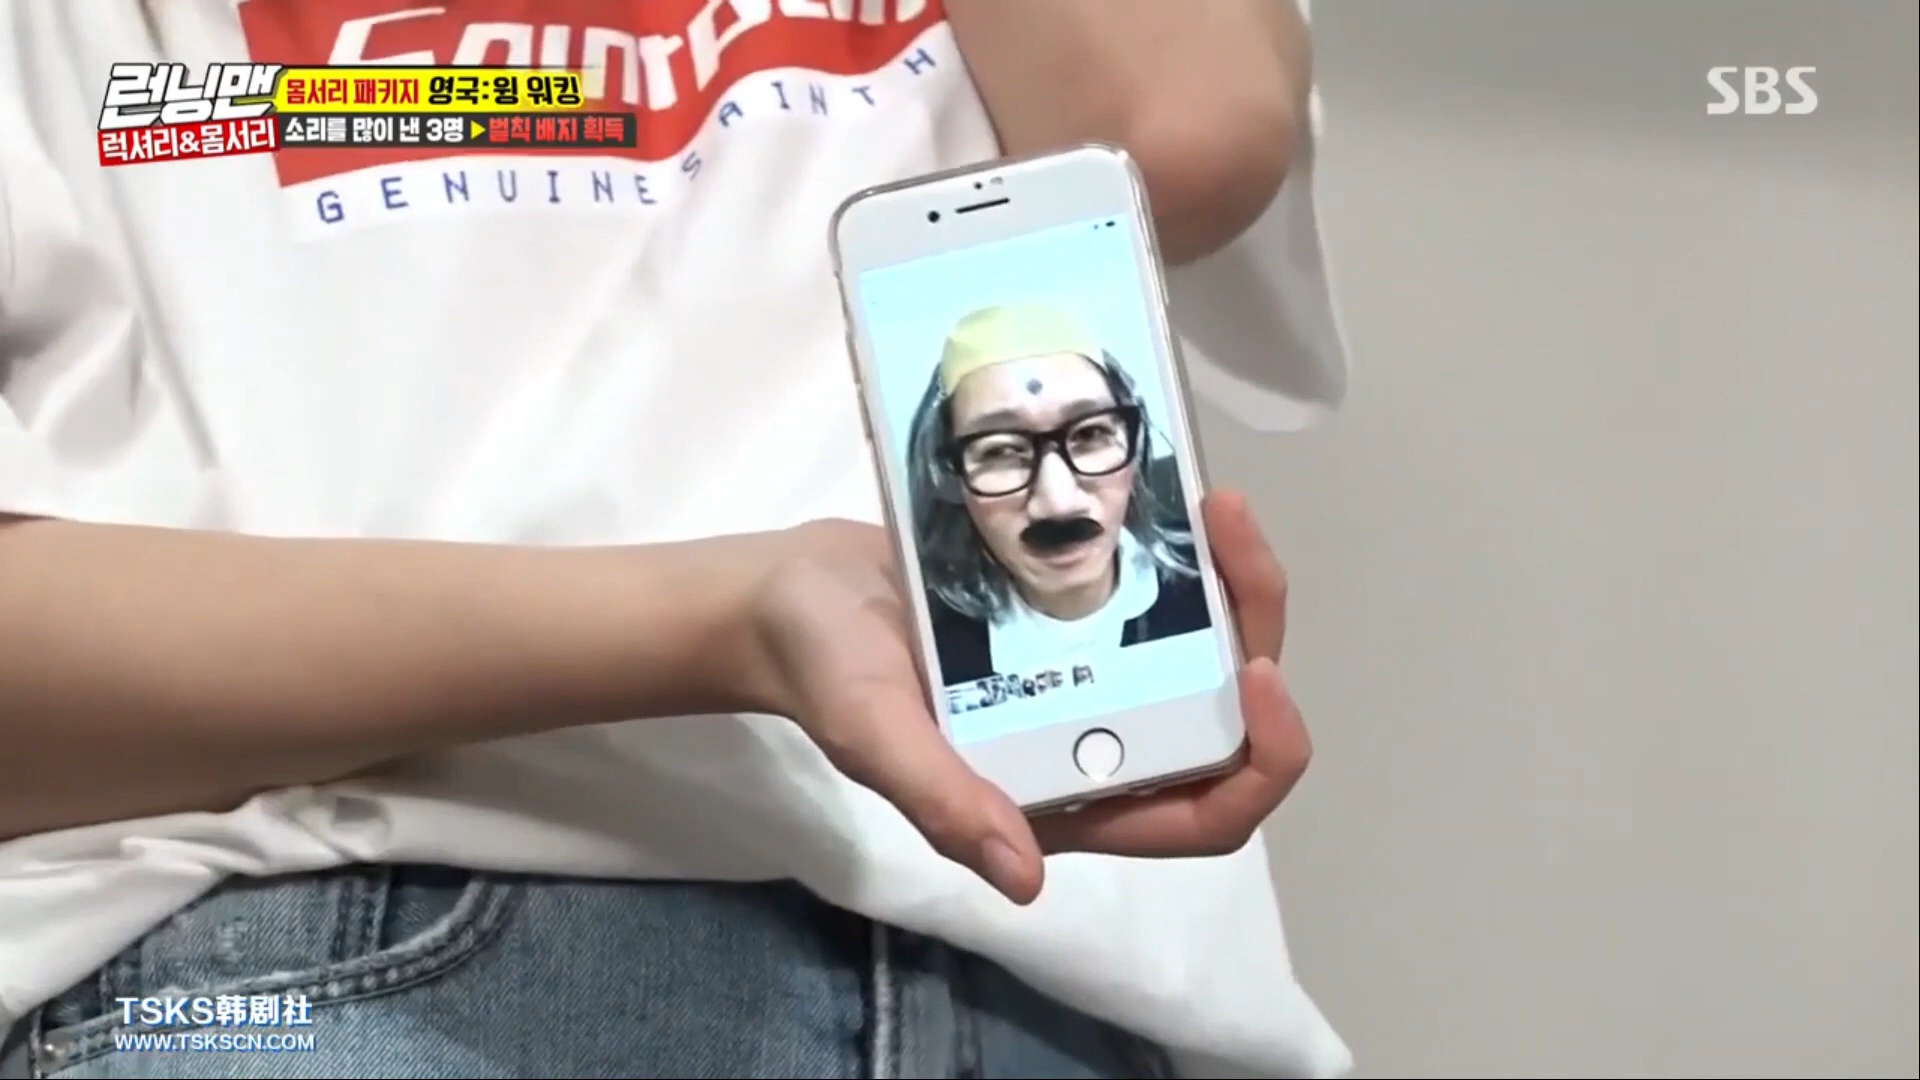 런닝맨
럭셔리&몸서리
몸서리 패키지 영국:윙 워킹
소리를 많이 낸 3명▶벌칙 배지 획득
SBS
GENUINE SAINTH
TSKS韩剧社
WWW.TSKSCN.COM